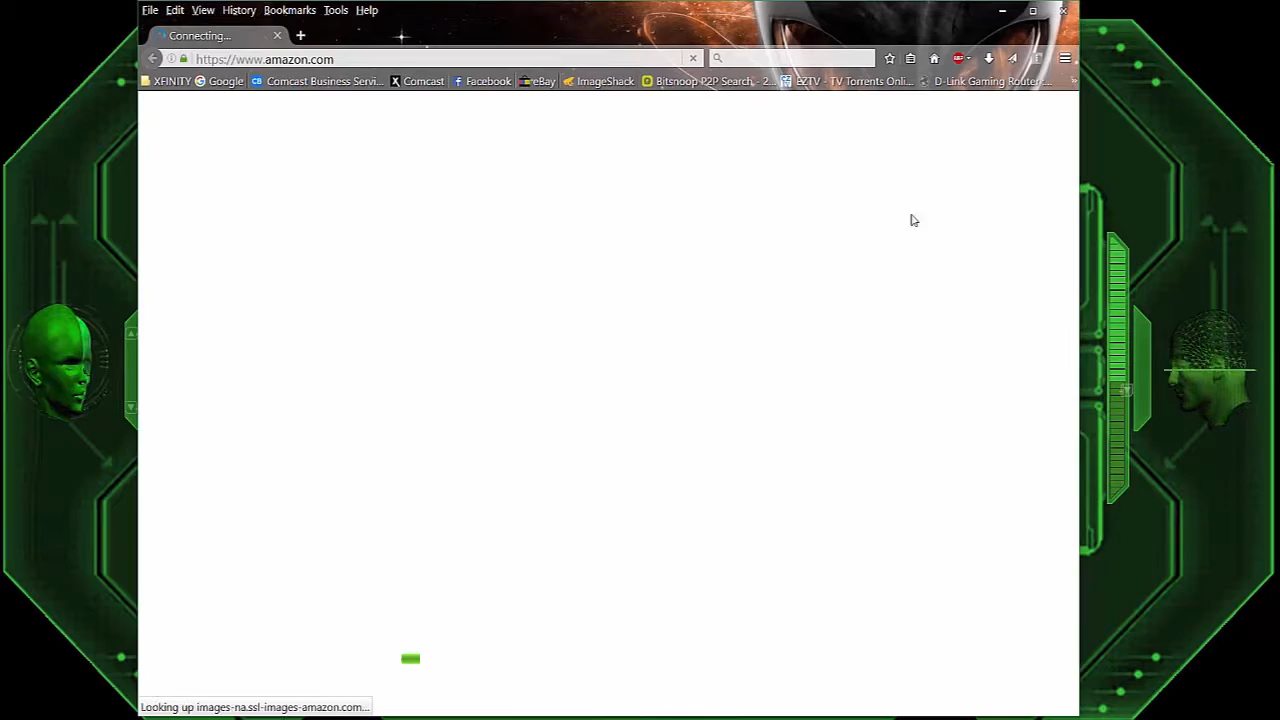 File Edit View History Bookmarks Tools Help
Connecting...
https://www.amazon.com
XFINITY Google Comcast Business Servi... Comcast Facebook eBay ImageShack Bitsnoop P2P Search - 2... EZTV - TV Torrents Onli... D-Link Gaming Router...
Looking up images-na.ssl-images-amazon.com...